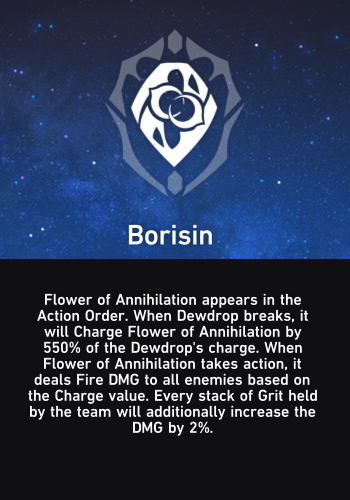 Borisin
Flower of Annihilation appears in the
Action Order. When Dewdrop breaks, it
will Charge Flower of Annihilation by
550% of the Dewdrop's charge. When
Flower of Annihilation takes action, it
deals Fire DMG to all enemies based on
the Charge value. Every stack of Grit held
by the team will additionally increase the
DMG by 2%.